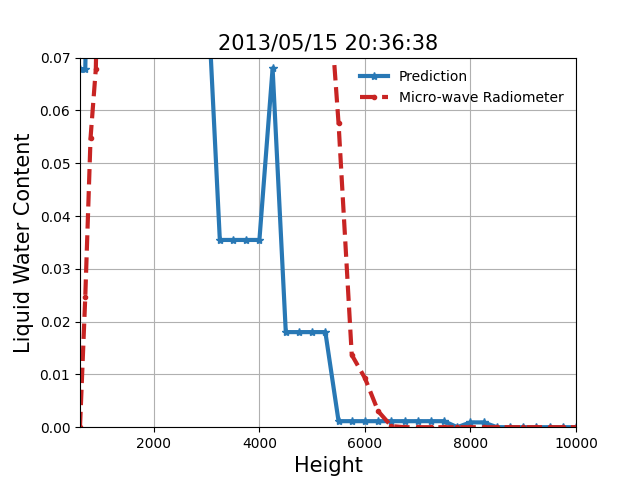 2013/05/15 20:36:38
0.07
0.06
0.05
0.04
0.03
0.02
0.01
0.00
Liquid Water Content
Prediction
Micro-wave Radiometer
2000 4000 6000 8000 10000
Height